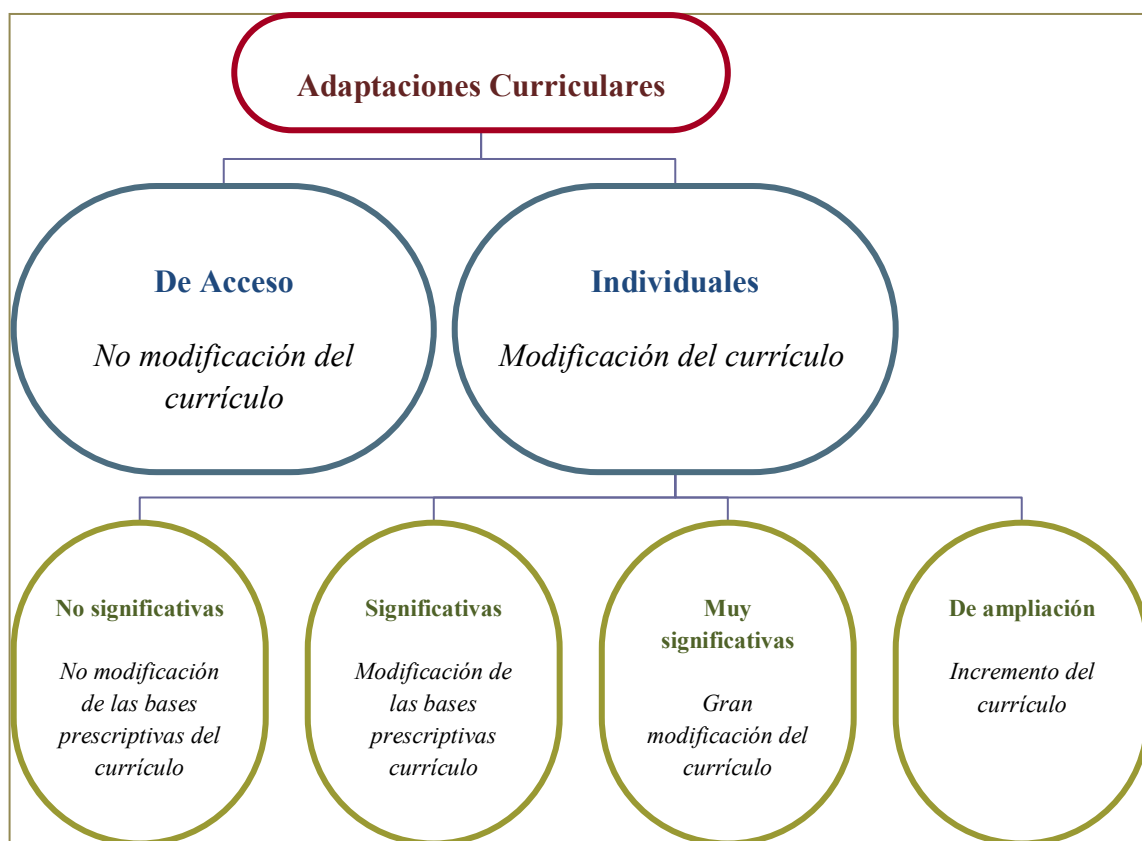 Adaptaciones Curriculares
De Acceso
No modificación del
currículo
Individuales
Modificación del currículo
No significativas
No modificación
de las bases
prescriptivas del
currículo
Significativas
Modificación de
las bases
prescriptivas
currículo
Muy
significativas
Gran
modificación del
currículo
De ampliación
Incremento del
currículo